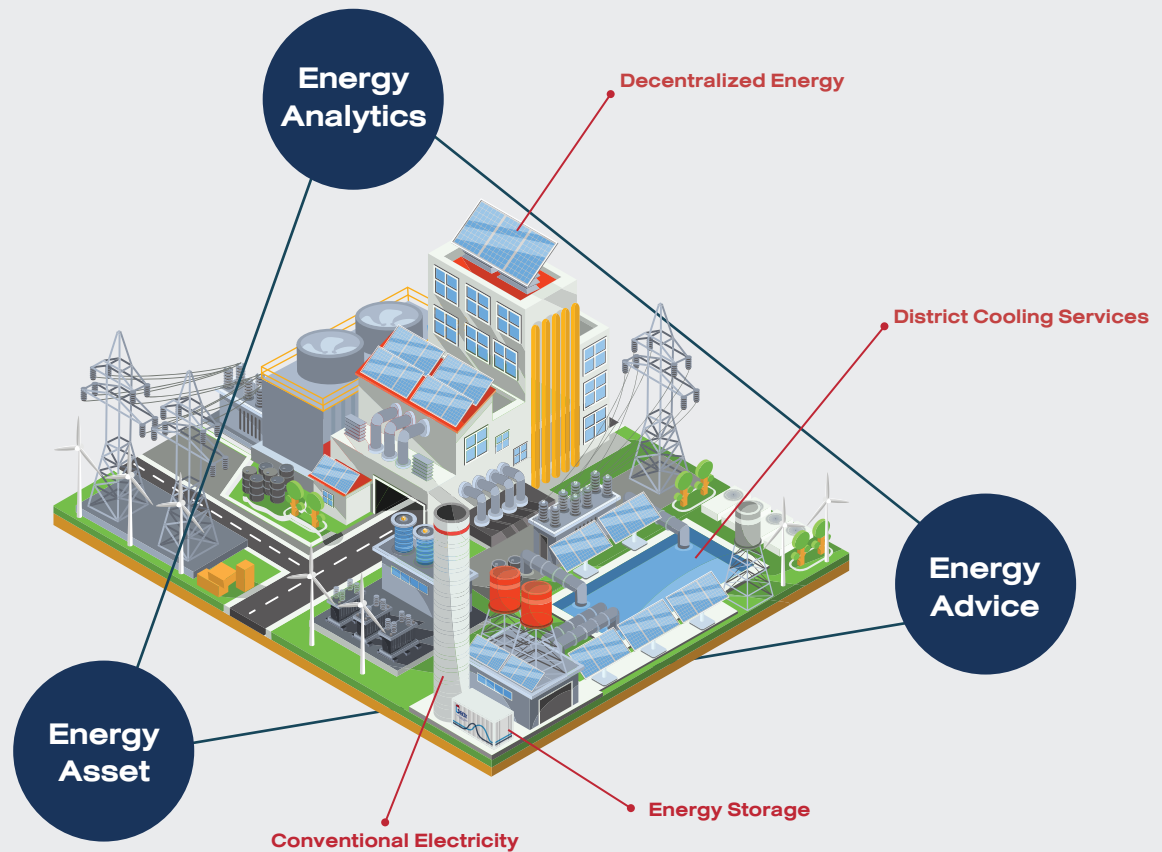 Energy
Analytics
Decentralized Energy
District Cooling Services
Energy
Advice
Energy
Asset
Energy Storage
Conventional Electricity